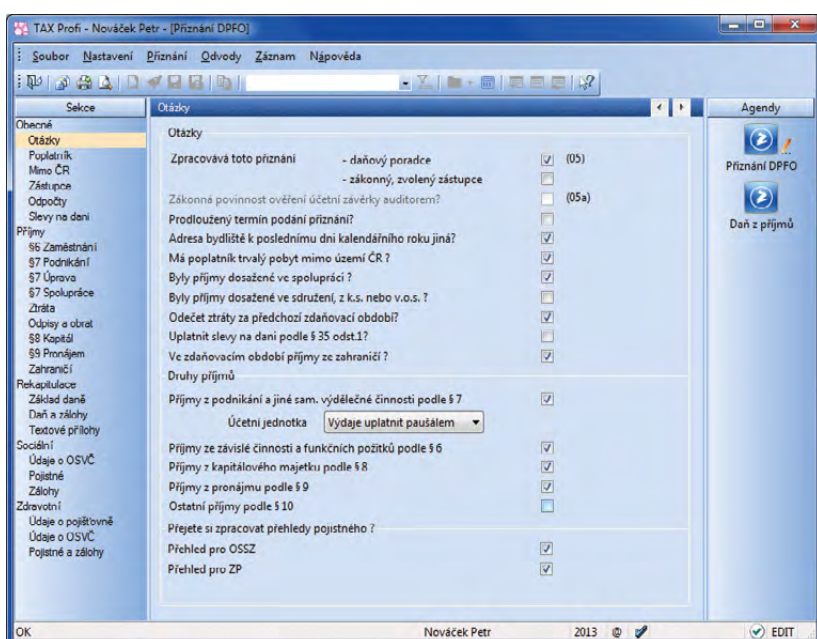 TAX Profi - Nováček Petr - [Přiznání DPFO]
Soubor Nastavení Přiznání Odvody Záznam Nápověda
Sekce
Obecné
Otázky
Poplatník
Mimo ČR
Zástupce
Odpočty
Slevy na dani
Příjmy
§6 Zaměstnání
§7 Podnikání
§7 Úprava
§7 Spolupráce
Ztráta
Odpisy a obrat
§8 Kapitál
§9 Pronájem
Zahraničí
Rekapitulace
Základ daně
Daň a zálohy
Textové přílohy
Sociální
Údaje o OSVČ
Pojistné
Zálohy
Zdravotní
Údaje o pojišťovně
Údaje o OSVČ
Pojistné a zálohy
Otázky
Otázky
Zpracovává toto přiznání - daňový poradce (05)
- zákonný, zvolený zástupce
Zákonná povinnost ověření účetní závěrky auditorem? (05a)
Prodloužený termín podání přiznání?
Adresa bydliště k poslednímu dni kalendářního roku jiná?
Má poplatník trvalý pobyt mimo území ČR ?
Byly příjmy dosažené ve spolupráci ?
Byly příjmy dosažené ve sdružení, z k.s. nebo v.o.s. ?
Odečet ztráty za předchozí zdaňovací období?
Uplatnit slevy na dani podle § 35 odst.1?
Ve zdaňovacím období příjmy ze zahraničí ?
Druhy příjmů
Příjmy z podnikání a jiné sam. výdělečné činnosti podle § 7
Účetní jednotka Výdaje uplatnit paušálem
Příjmy ze závislé činnosti a funkčních požitků podle § 6
Příjmy z kapitálového majetku podle § 8
Příjmy z pronájmu podle § 9
Ostatní příjmy podle § 10
Přejete si zpracovat přehledy pojistného ?
Přehled pro OSSZ
Přehled pro ZP
Agendy
Přiznání DPFO
Daň z příjmů
OK Nováček Petr 2013 @ EDIT